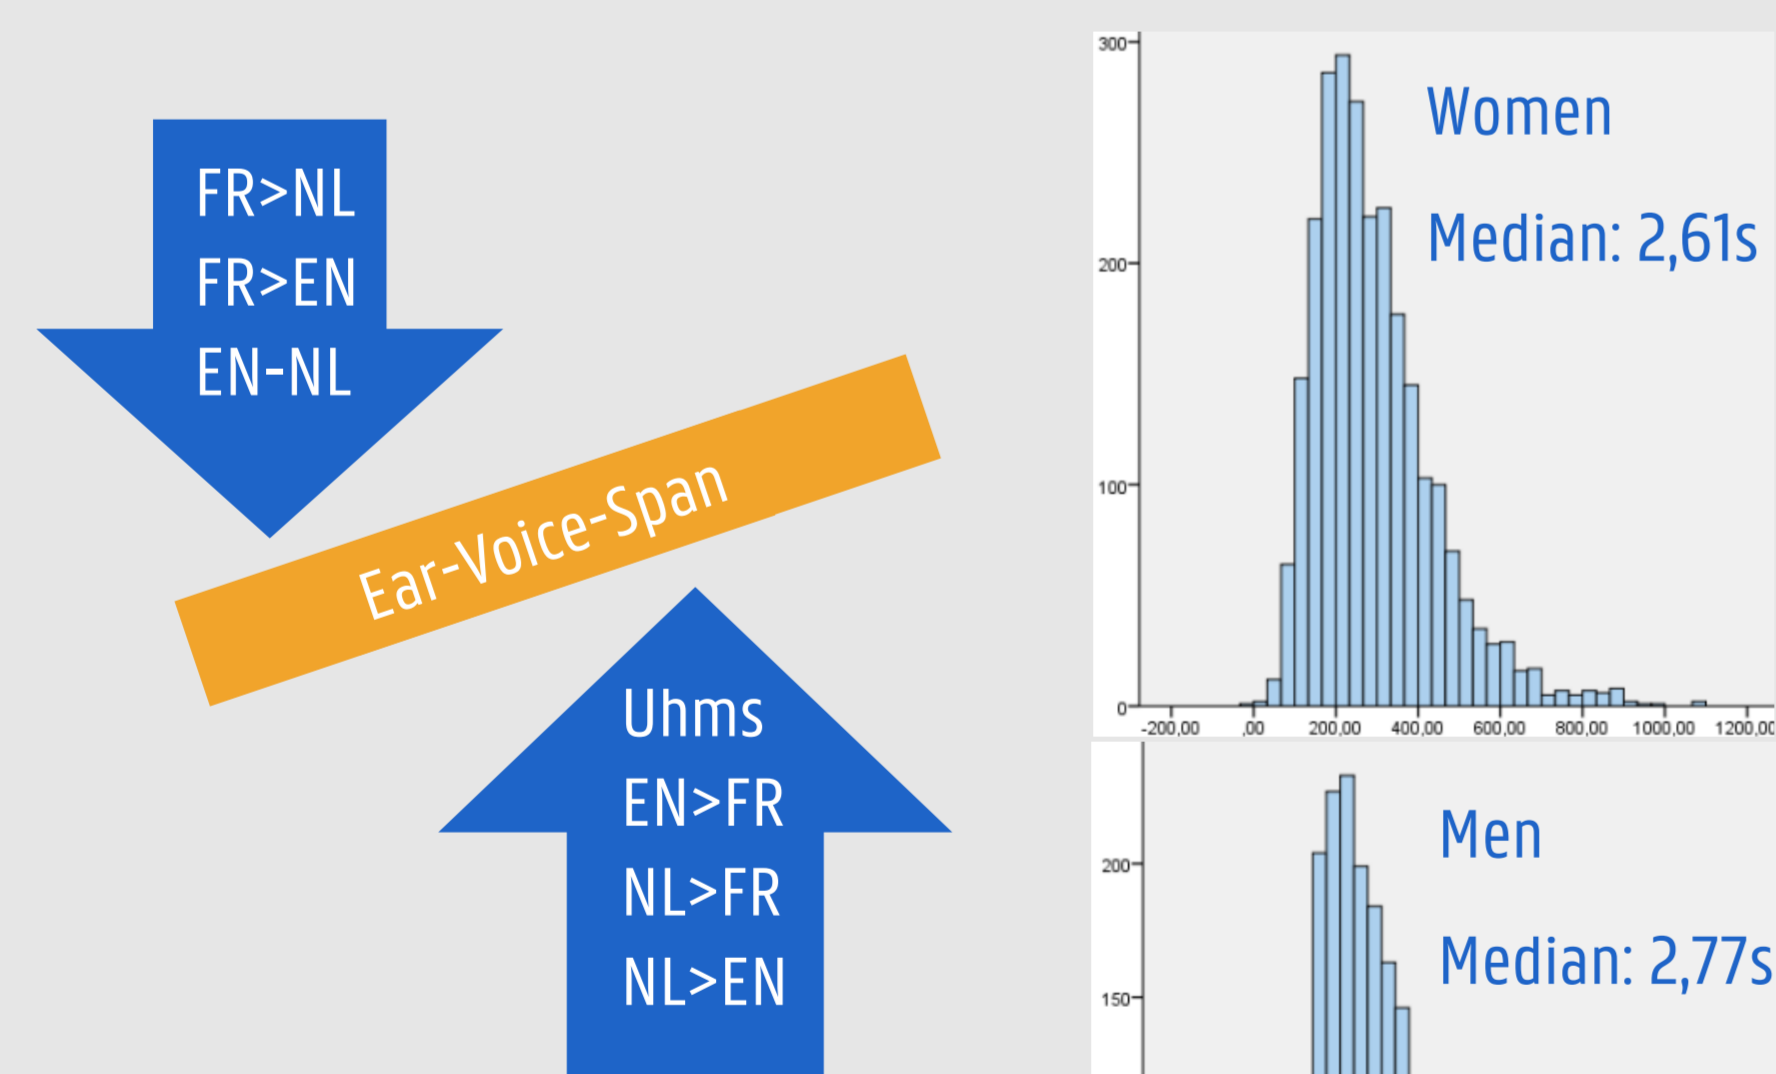 FR>NL
FR>EN
EN-NL
Ear-Voice-Span
Uhms
EN>FR
NL>FR
NL>EN
300
Women
Median: 2,61s
200
100
0
-200,00 ,00 200,00 400,00 600,00 800,00 1000,00 1200,00
Men
200
Median: 2,77s
150